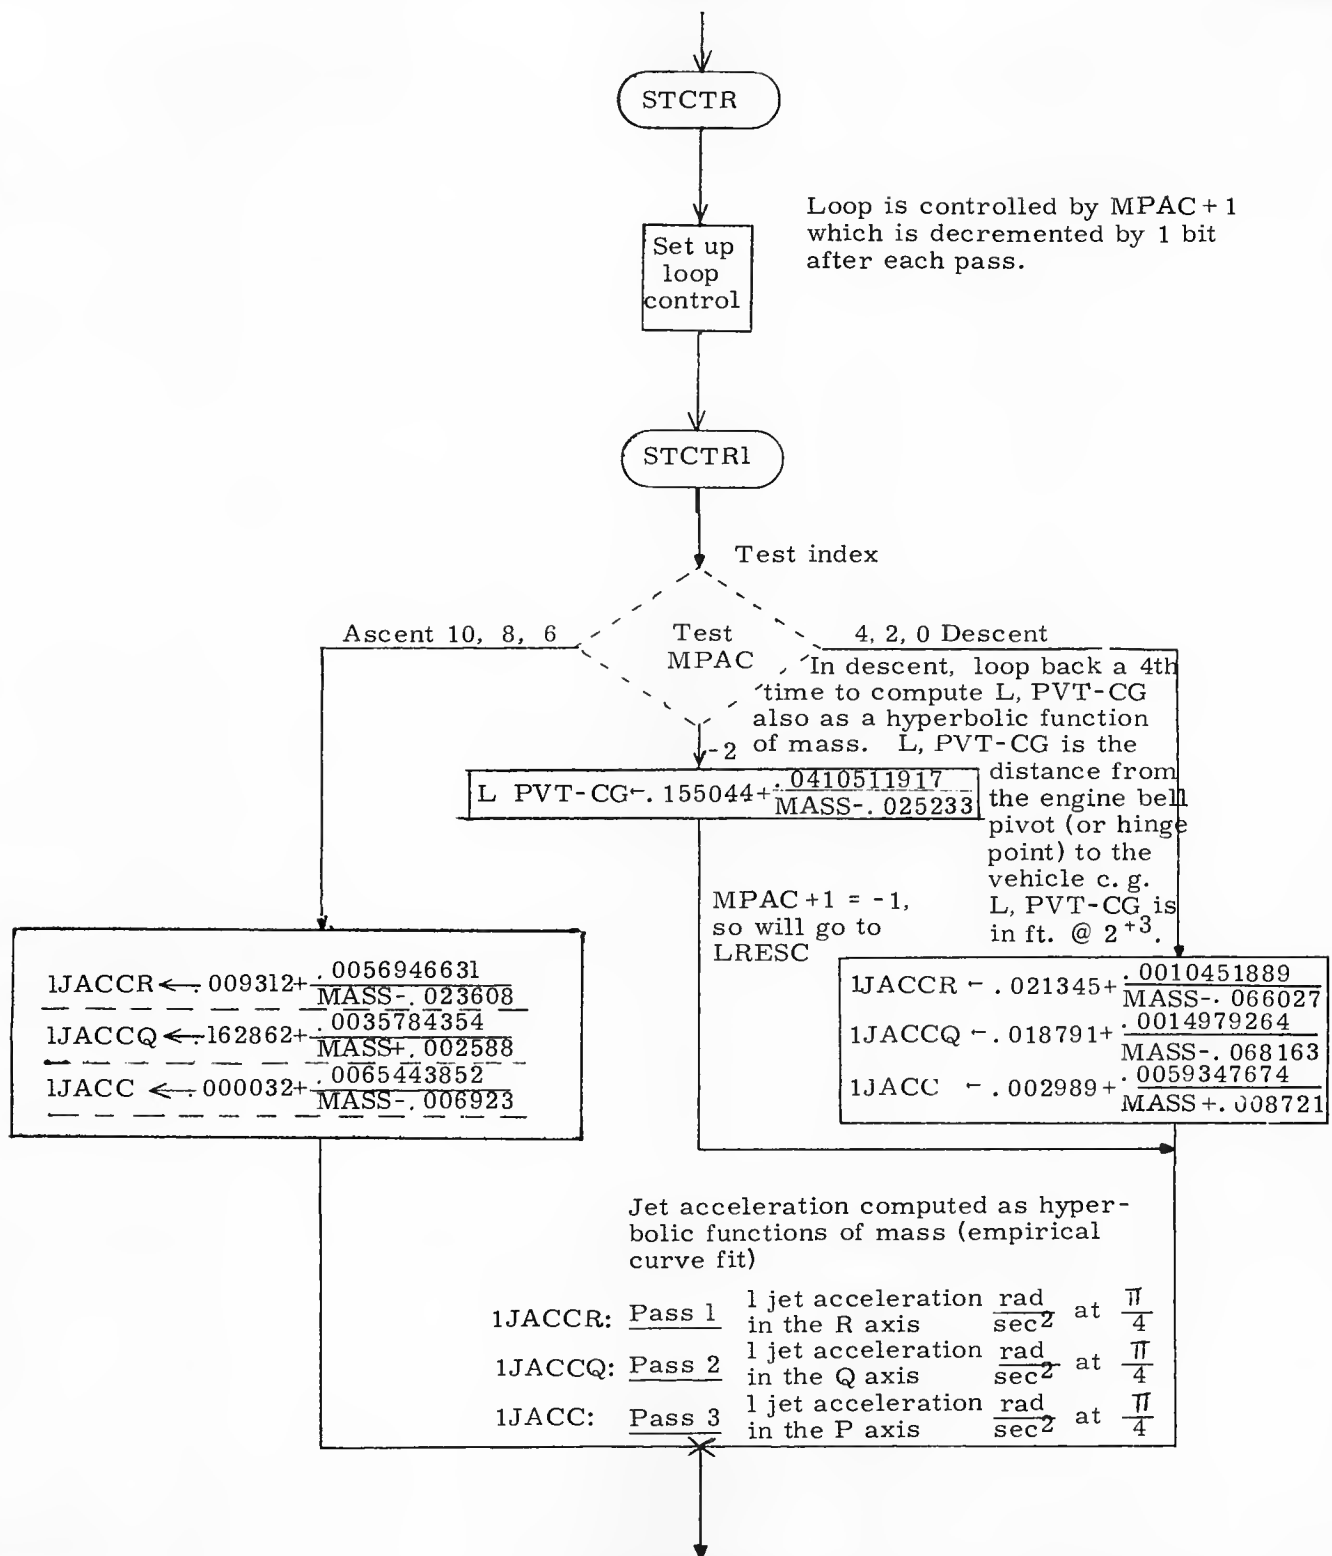 STCTR
Loop is controlled by MPAC+1
which is decremented by 1 bit
after each pass.
Set up
loop
control
STCTR1
Test index
Ascent 10, 8, 6
Test
MPAC
4, 2, 0 Descent
In descent, loop back a 4th
time to compute L, PVT-CG
also as a hyperbolic function
of mass. L, PVT-CG is the
distance from
the engine bell
pivot (or hinge
point) to the
vehicle c. g.
L, PVT-CG is
in ft. @ 2+3.
-2
L PVT-CG←.155044+ .0410511917
MASS-.025233
MPAC+1 = -1,
so will go to
LRESC
1JACCR ← .009312+ .0056946631
MASS-.023608
1JACCQ ← .162862+ .0035784354
MASS+.002588
1JACC ← .000032+ .0065443852
MASS-.006923
1JACCR ← .021345+ .0010451889
MASS-.066027
1JACCQ ← .018791+ .0014979264
MASS-.068163
1JACC ← .002989+ .0059347674
MASS+.008721
Jet acceleration computed as hyper-
bolic functions of mass (empirical
curve fit)
1JACCR: Pass 1 1 jet acceleration rad π
in the R axis sec2 at 4
1JACCQ: Pass 2 1 jet acceleration rad π
in the Q axis sec2 at 4
1JACC: Pass 3 1 jet acceleration rad π
in the P axis sec2 at 4